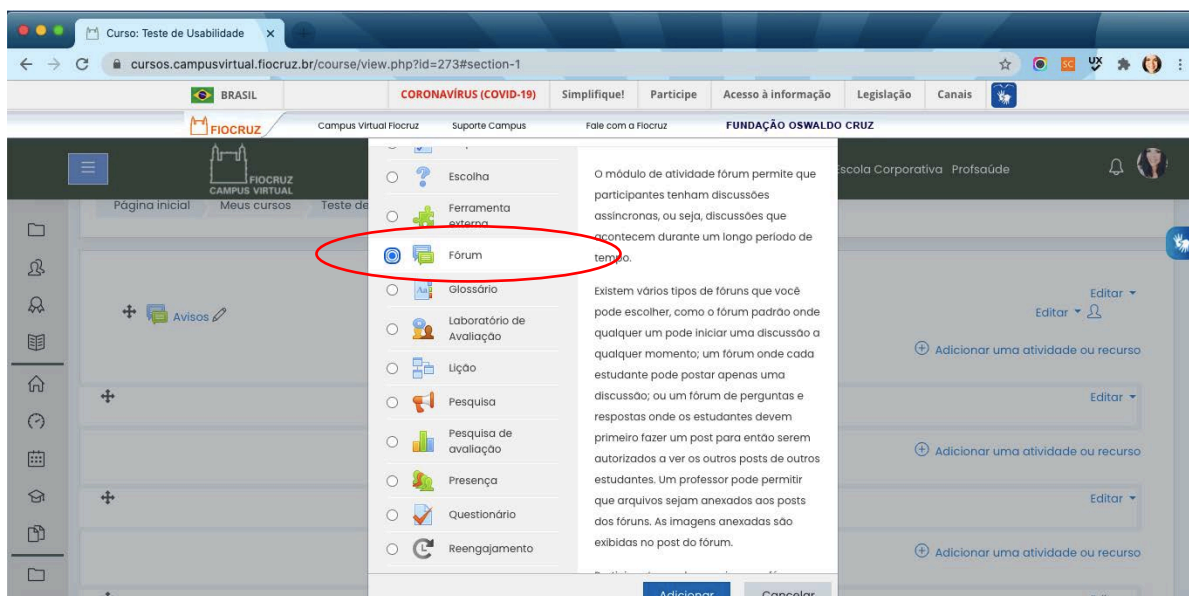 Curso: Teste de Usabilidade
cursos.campusvirtual.fiocruz.br/course/view.php?id=273#section-1
BRASIL CORONAVÍRUS (COVID-19) Simplifique! Participe Acesso à informação Legislação Canais
FIOCRUZ Campus Virtual Fiocruz Suporte Campus Fale com a Fiocruz FUNDAÇÃO OSWALDO CRUZ
FIOCRUZ
CAMPUS VIRTUAL
scola Corporativa Profsaúde
Página inicial Meus cursos Teste de
Escolha
Ferramenta
externa
Fórum
Glossário
Laboratório de
Avaliação
Lição
Pesquisa
Pesquisa de
avaliação
Presença
Questionário
Reengajamento
O módulo de atividade fórum permite que
participantes tenham discussões
assíncronas, ou seja, discussões que
acontecem durante um longo período de
tempo.
Existem vários tipos de fóruns que você
pode escolher, como o fórum padrão onde
qualquer um pode iniciar uma discussão a
qualquer momento; um fórum onde cada
estudante pode postar apenas uma
discussão; ou um fórum de perguntas e
respostas onde os estudantes devem
primeiro fazer um post para então serem
autorizados a ver os outros posts de outros
estudantes. Um professor pode permitir
que arquivos sejam anexados aos posts
dos fóruns. As imagens anexadas são
exibidas no post do fórum.
Adicionar Cancelar
Avisos
Editar
Editar
Adicionar uma atividade ou recurso
Editar
Adicionar uma atividade ou recurso
Editar
Adicionar uma atividade ou recurso